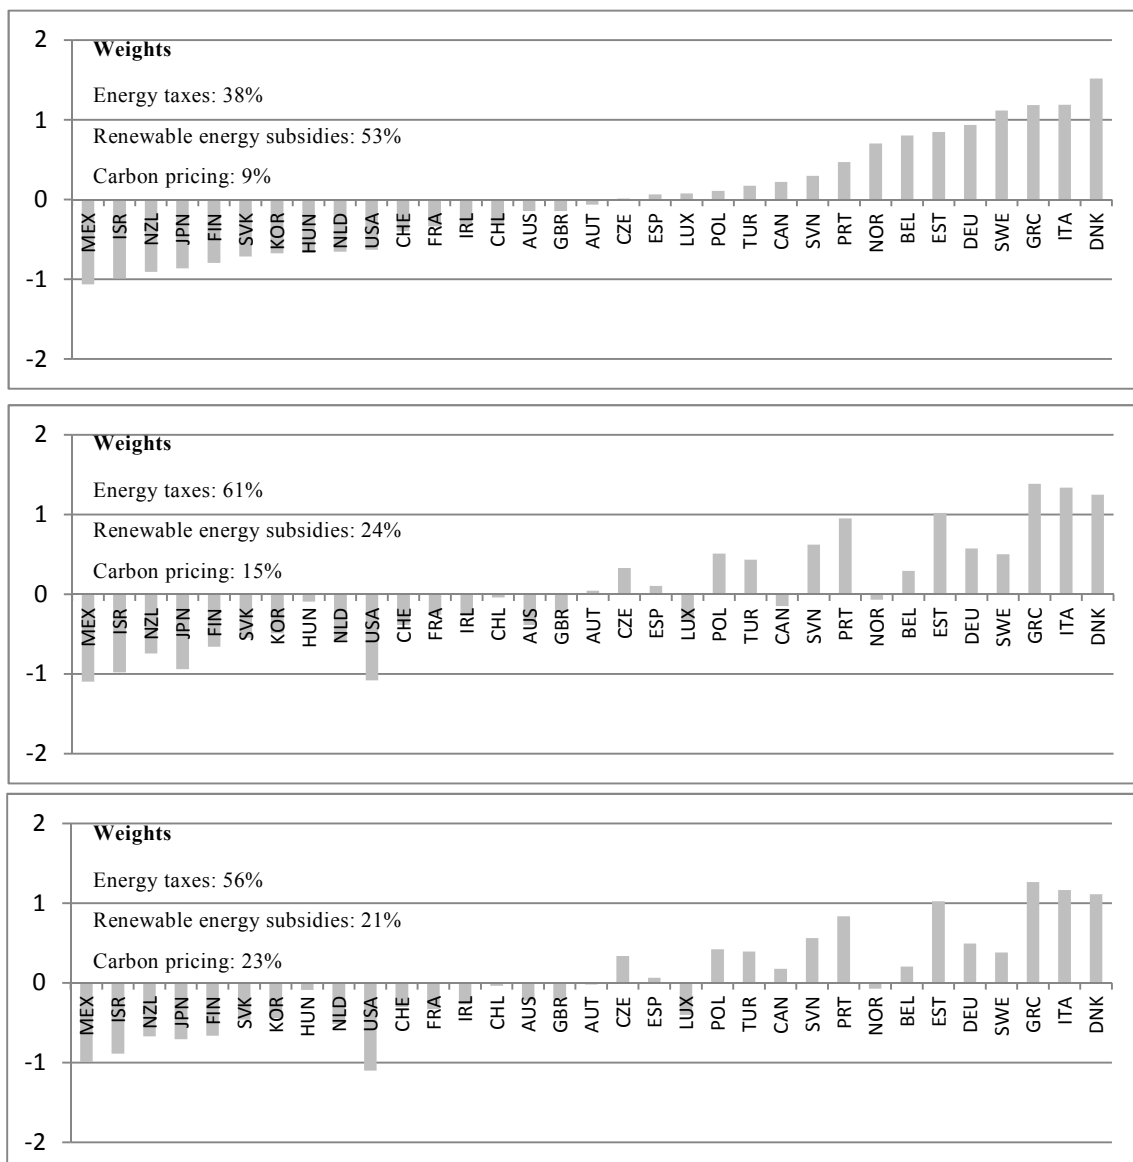 2
Weights
Energy taxes: 38%
1
Renewable energy subsidies: 53%
Carbon pricing: 9%
0
MEX ISR NZL JPN FIN SVK KOR HUN NLD USA CHE FRA IRL CHL AUS GBR AUT CZE ESP LUX POL TUR CAN SVN PRT NOR BEL EST DEU SWE GRC ITA DNK
-1
-2
2
Weights
Energy taxes: 61%
1
Renewable energy subsidies: 24%
Carbon pricing: 15%
0
MEX ISR NZL JPN FIN SVK KOR HUN NLD USA CHE FRA IRL CHL AUS GBR AUT CZE ESP LUX POL TUR CAN SVN PRT NOR BEL EST DEU SWE GRC ITA DNK
-1
-2
2
Weights
Energy taxes: 56%
1
Renewable energy subsidies: 21%
Carbon pricing: 23%
0
MEX ISR NZL JPN FIN SVK KOR HUN NLD USA CHE FRA IRL CHL AUS GBR AUT CZE ESP LUX POL TUR CAN SVN PRT NOR BEL EST DEU SWE GRC ITA DNK
-1
-2